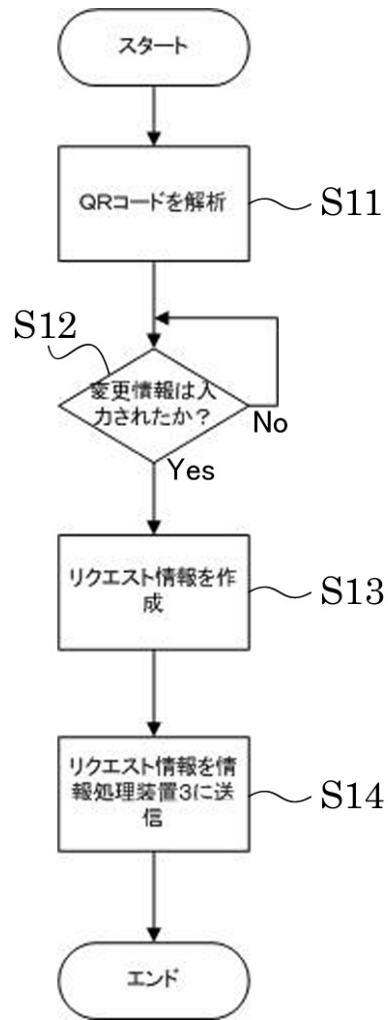 スタート
QRコードを解析
S11
S12
変更情報は入
力されたか？
No
Yes
リクエスト情報を作
成
S13
リクエスト情報を情
報処理装置3に送
信
S14
エンド